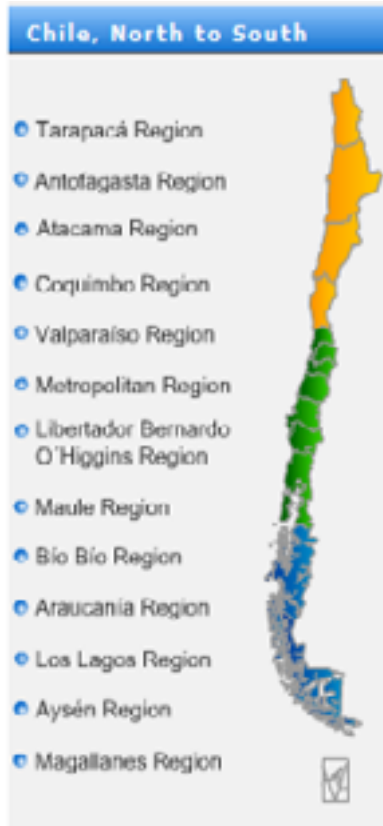 Chile, North to South
Tarapacá Region
Antofagasta Region
Atacama Region
Coquimbo Region
Valparaíso Region
Metropolitan Region
Libertador Bernardo
O´Higgins Region
Maule Region
Bío Bío Region
Araucanía Region
Los Lagos Region
Aysén Region
Magallanes Region